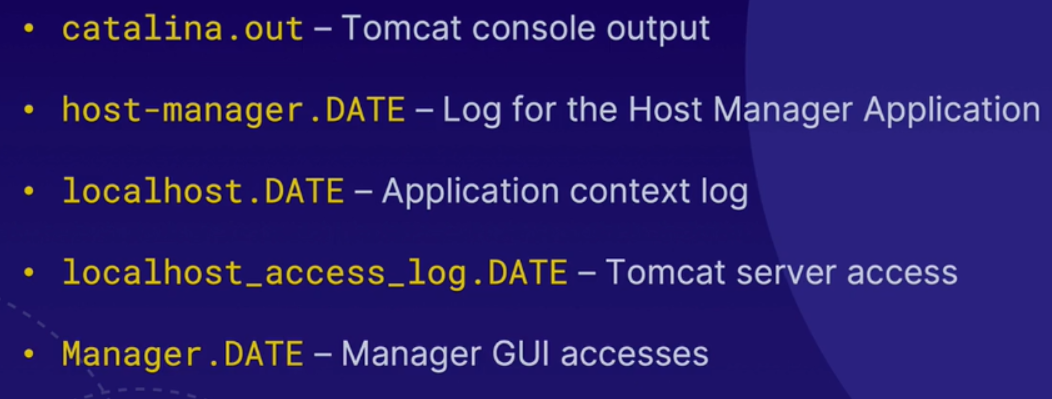 • catalina.out – Tomcat console output
• host-manager.DATE – Log for the Host Manager Application
• localhost.DATE – Application context log
• localhost_access_log.DATE – Tomcat server access
• Manager.DATE – Manager GUI accesses